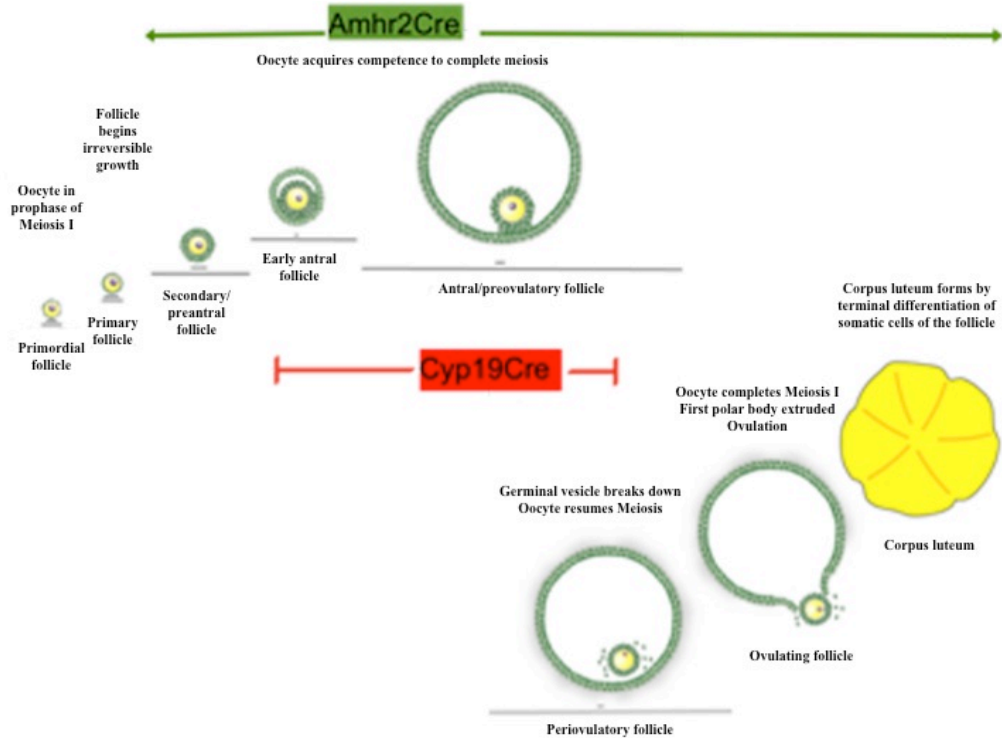 Amhr2Cre
Oocyte acquires competence to complete meiosis
Follicle
begins
irreversible
growth
Oocyte in
prophase of
Meiosis I
Early antral
follicle
Antral/preovulatory follicle
Secondary/
preantral
follicle
Primary
follicle
Primordial
follicle
Corpus luteum forms by
terminal differentiation of
somatic cells of the follicle
Cyp19Cre
Oocyte completes Meiosis I
First polar body extruded
Ovulation
Germinal vesicle breaks down
Oocyte resumes Meiosis
Corpus luteum
Ovulating follicle
Periovulatory follicle